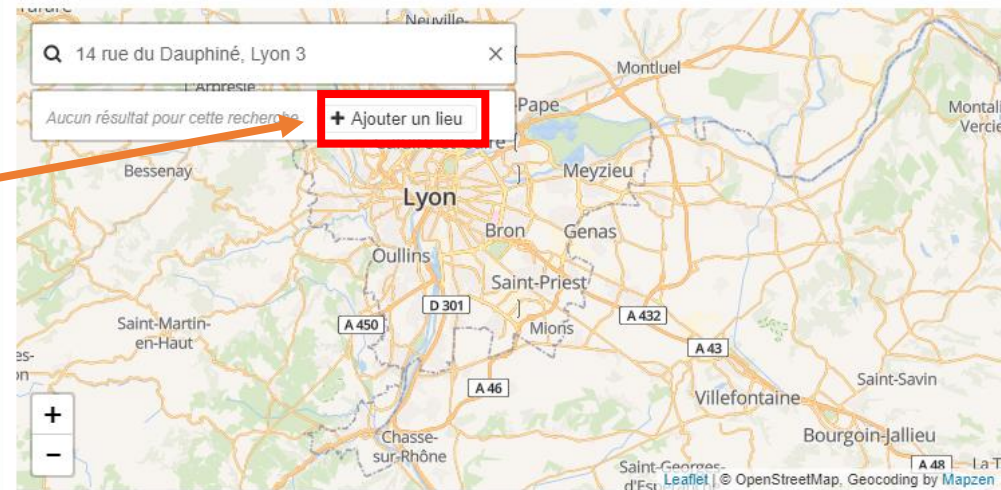 Neuville-
14 rue du Dauphiné, Lyon 3 ×
Montluel
L'Arbresle
Aucun résultat pour cette recherche + Ajouter un lieu
-Pape
Bessenay
Meyzieu
Lyon
Bron
Genas
Oullins
Saint-Priest
D 301
Saint-Martin-
en-Haut
A 450
Mions
A 432
A 43
A 46
Saint-Savin
Villefontaine
+
−
Chasse-
sur-Rhône
Bourgoin-Jallieu
Saint-Georges-
A 48
Leaflet | © OpenStreetMap, Geocoding by Mapzen